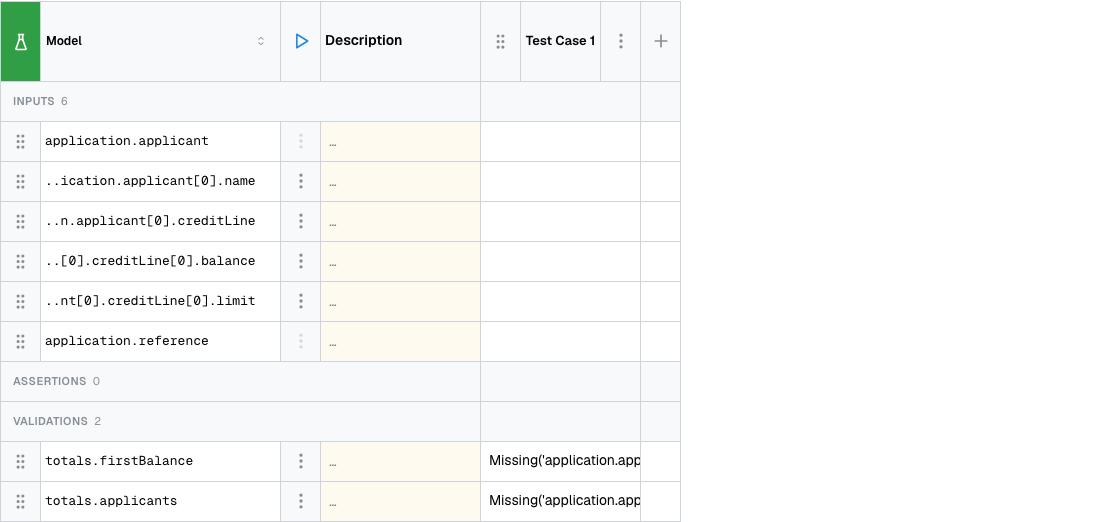 Model Description Test Case 1
INPUTS 6
application.applicant …
..ication.applicant[0].name …
..n.applicant[0].creditLine …
..[0].creditLine[0].balance …
..nt[0].creditLine[0].limit …
application.reference …
ASSERTIONS 0
VALIDATIONS 2
totals.firstBalance … Missing('application.app
totals.applicants … Missing('application.app